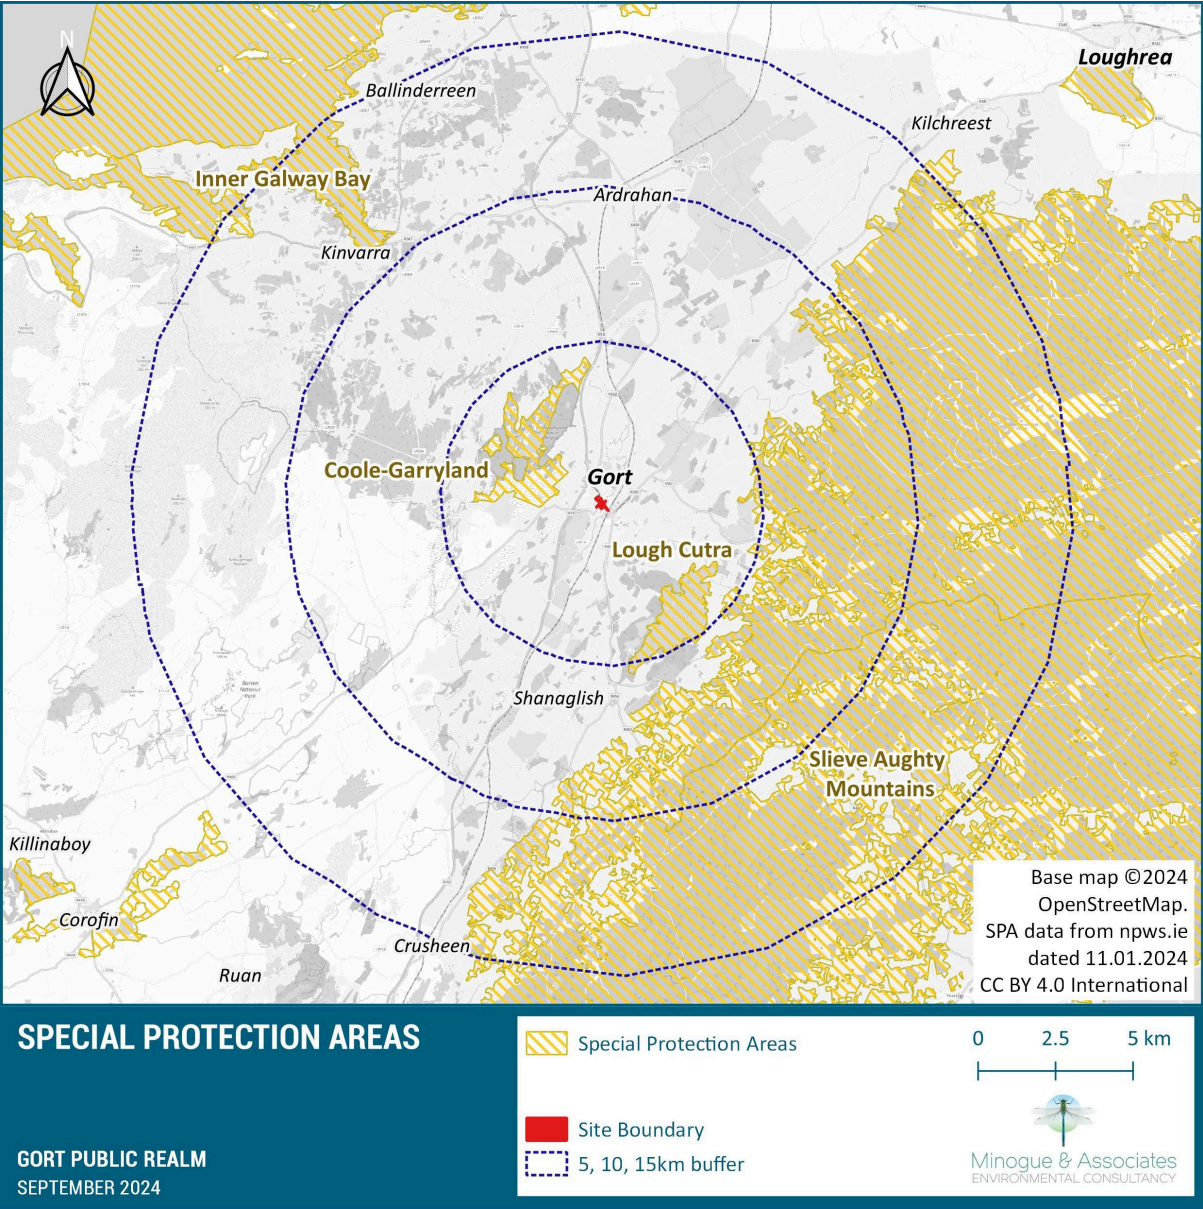 N
Loughrea
Ballinderreen
Kilchreest
Inner Galway Bay
Ardrahan
Kinvarra
Coole-Garryland
Gort
Lough Cutra
Burren
National
Park
Shanaglish
Slieve Aughty
Mountains
Killinaboy
Corofin
Crusheen
Ruan
Base map ©2024
OpenStreetMap.
SPA data from npws.ie
dated 11.01.2024
CC BY 4.0 International
SPECIAL PROTECTION AREAS
GORT PUBLIC REALM
SEPTEMBER 2024
Special Protection Areas
Site Boundary
5, 10, 15km buffer
0 2.5 5 km
Minogue & Associates
ENVIRONMENTAL CONSULTANCY